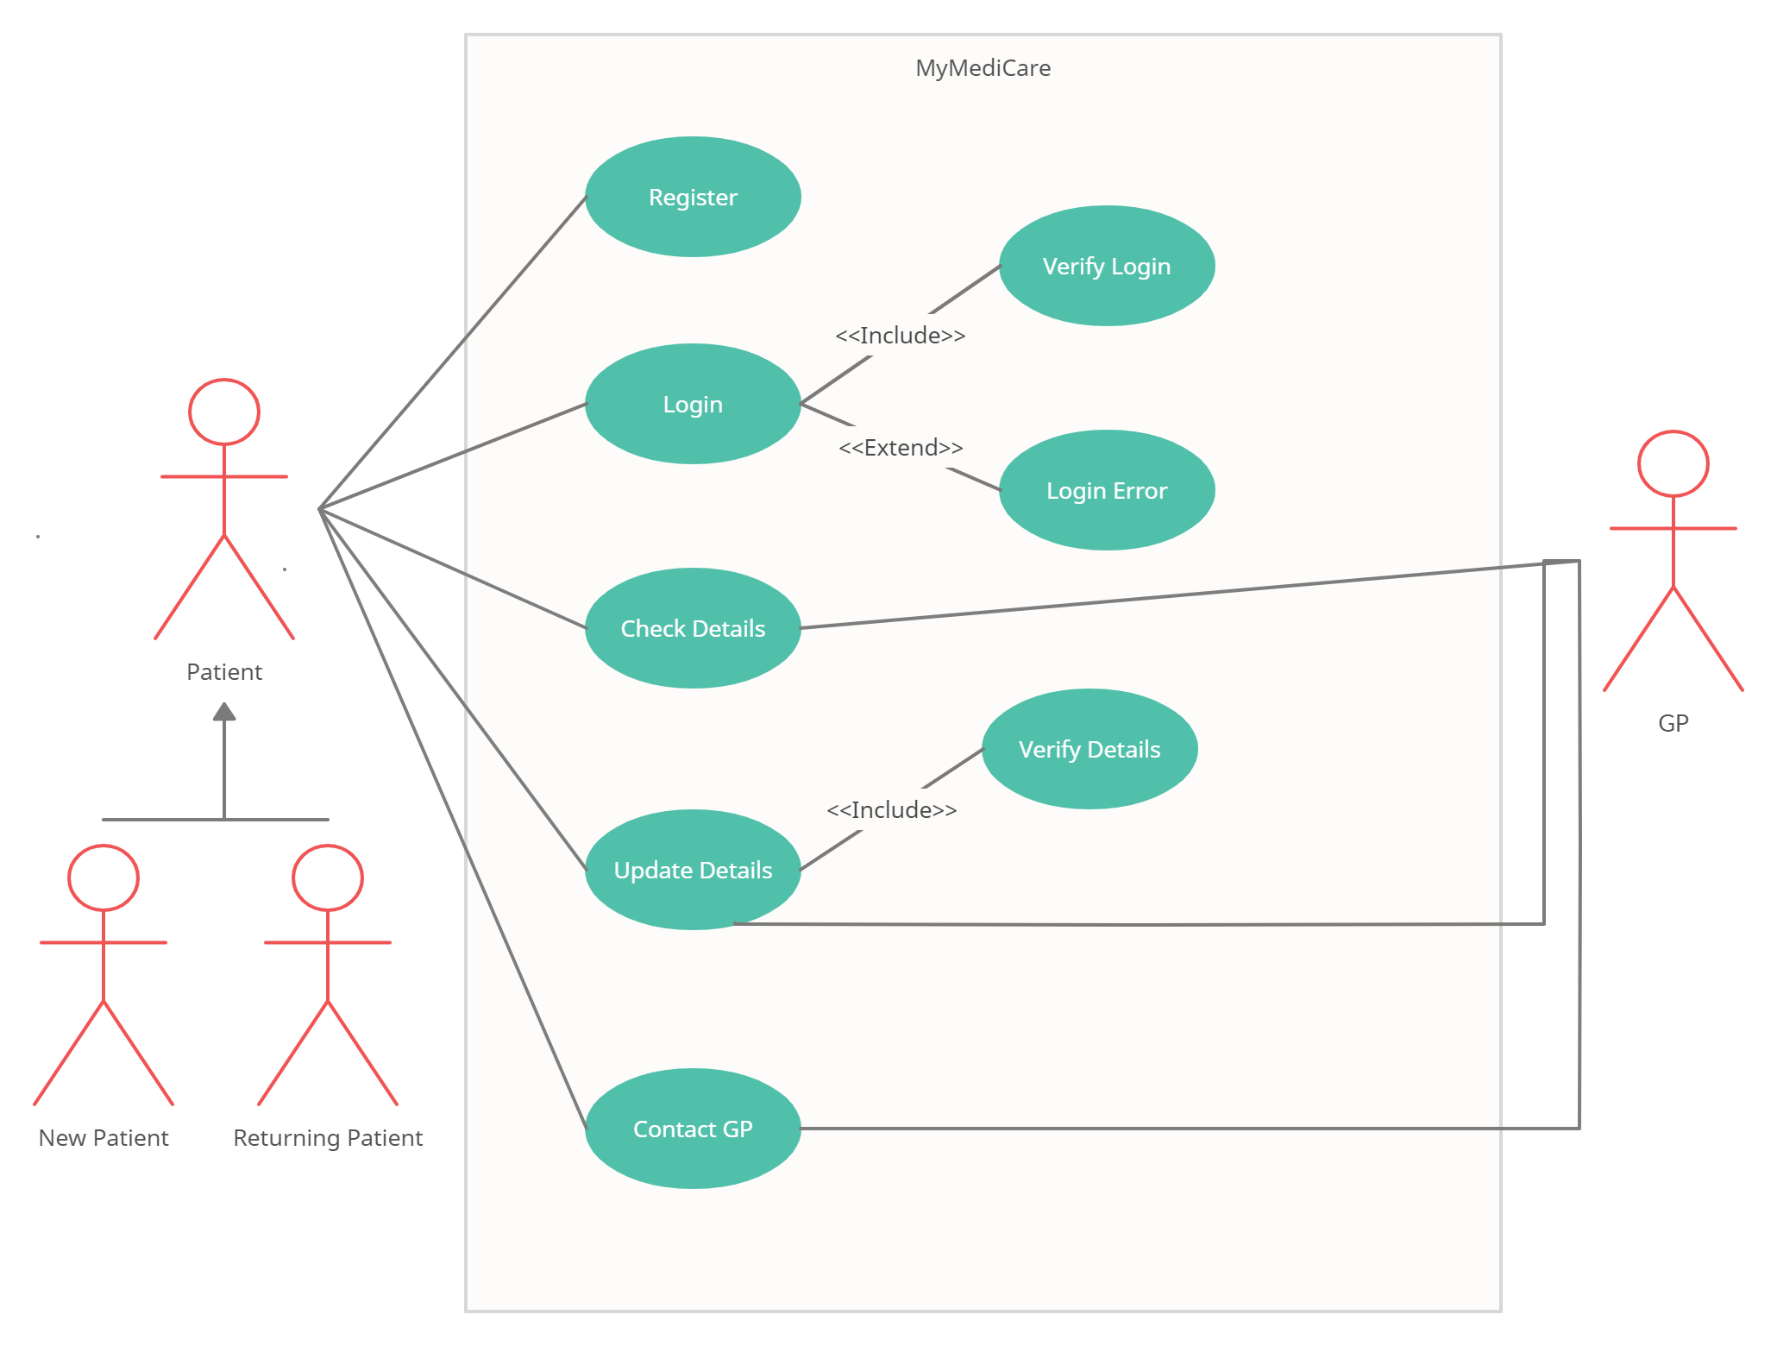 MyMediCare
Register
Verify Login
<<Include>>
Login
<<Extend>>
Login Error
Check Details
Patient
GP
Verify Details
<<Include>>
Update Details
Contact GP
New Patient
Returning Patient